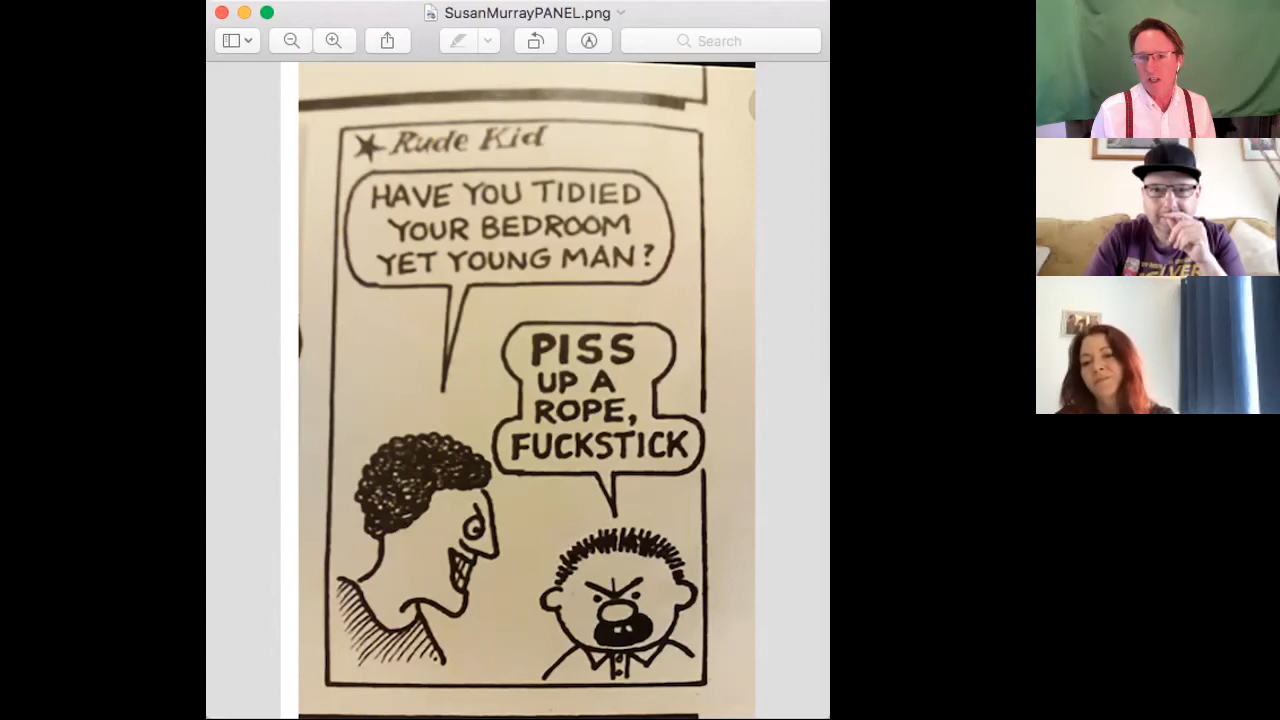 SusanMurrayPANEL.png
Search
Rude Kid
HAVE YOU TIDIED
YOUR BEDROOM
YET YOUNG MAN?
PISS
UP A
ROPE,
FUCKSTICK